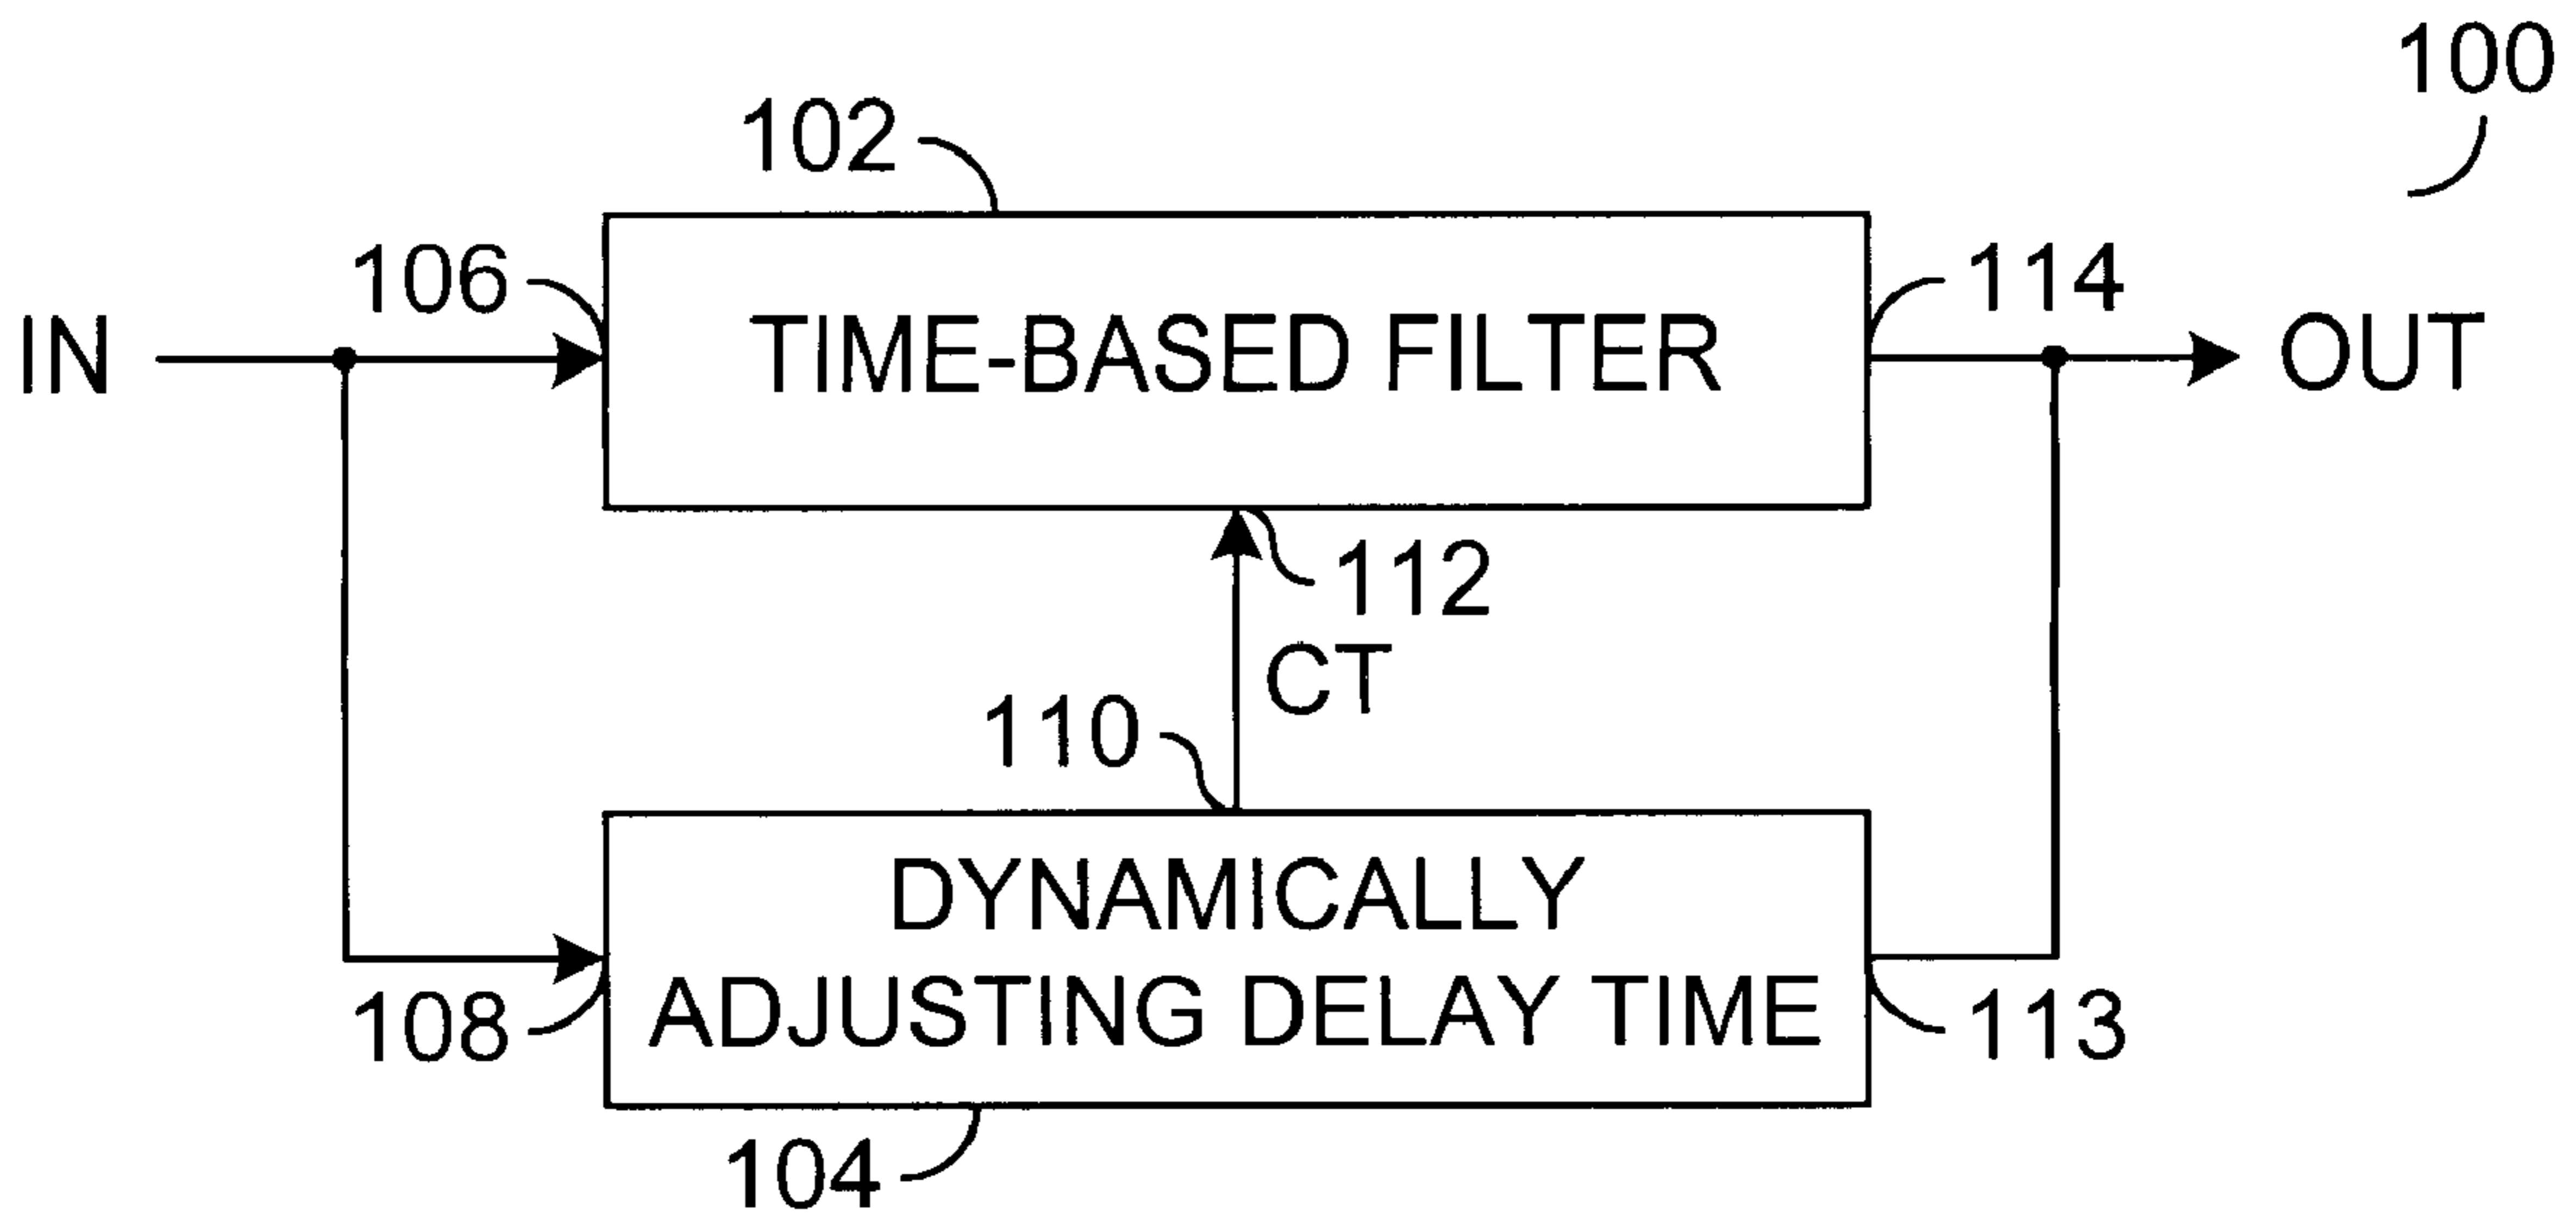 100
102
106
114
IN
TIME-BASED FILTER
OUT
112
CT
110
DYNAMICALLY
ADJUSTING DELAY TIME
108
113
104